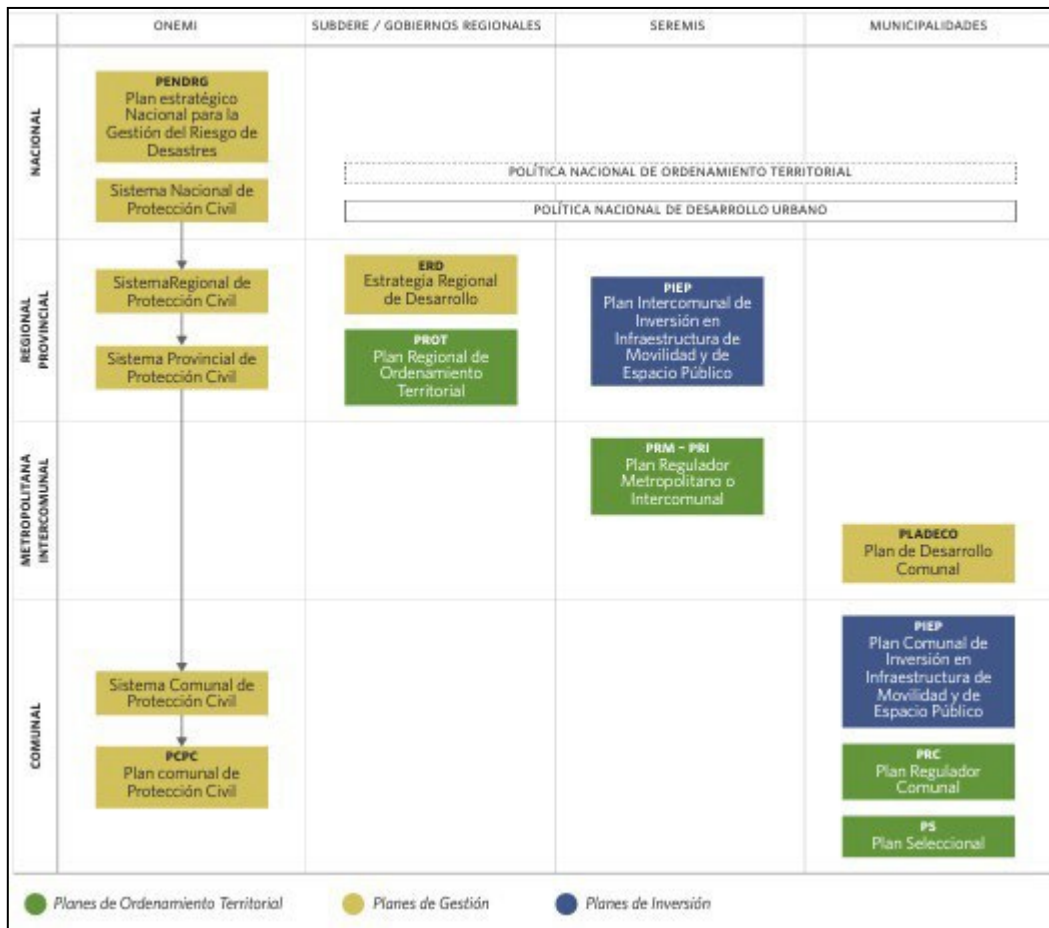 ONEMI
SUBDERE / GOBIERNOS REGIONALES
SEREMIS
MUNICIPALIDADES
NACIONAL
PENDRG
Plan estratégico
Nacional para la
Gestión del Riesgo de
Desastres
Sistema Nacional de
Protección Civil
POLÍTICA NACIONAL DE ORDENAMIENTO TERRITORIAL
POLÍTICA NACIONAL DE DESARROLLO URBANO
REGIONAL
PROVINCIAL
SistemaRegional de
Protección Civil
Sistema Provincial de
Protección Civil
ERD
Estrategia Regional
de Desarrollo
PROT
Plan Regional de
Ordenamiento
Territorial
PIEP
Plan Intercomunal de
Inversión en
Infraestructura de
Movilidad y de
Espacio Público
METROPOLITANA
INTERCOMUNAL
PRM – PRI
Plan Regulador
Metropolitano o
Intercomunal
PLADECO
Plan de Desarrollo
Comunal
COMUNAL
Sistema Comunal de
Protección Civil
PCPC
Plan comunal de
Protección Civil
PIEP
Plan Comunal de
Inversión en
Infraestructura de
Movilidad y de
Espacio Público
PRC
Plan Regulador
Comunal
PS
Plan Seleccional
Planes de Ordenamiento Territorial
Planes de Gestión
Planes de Inversión